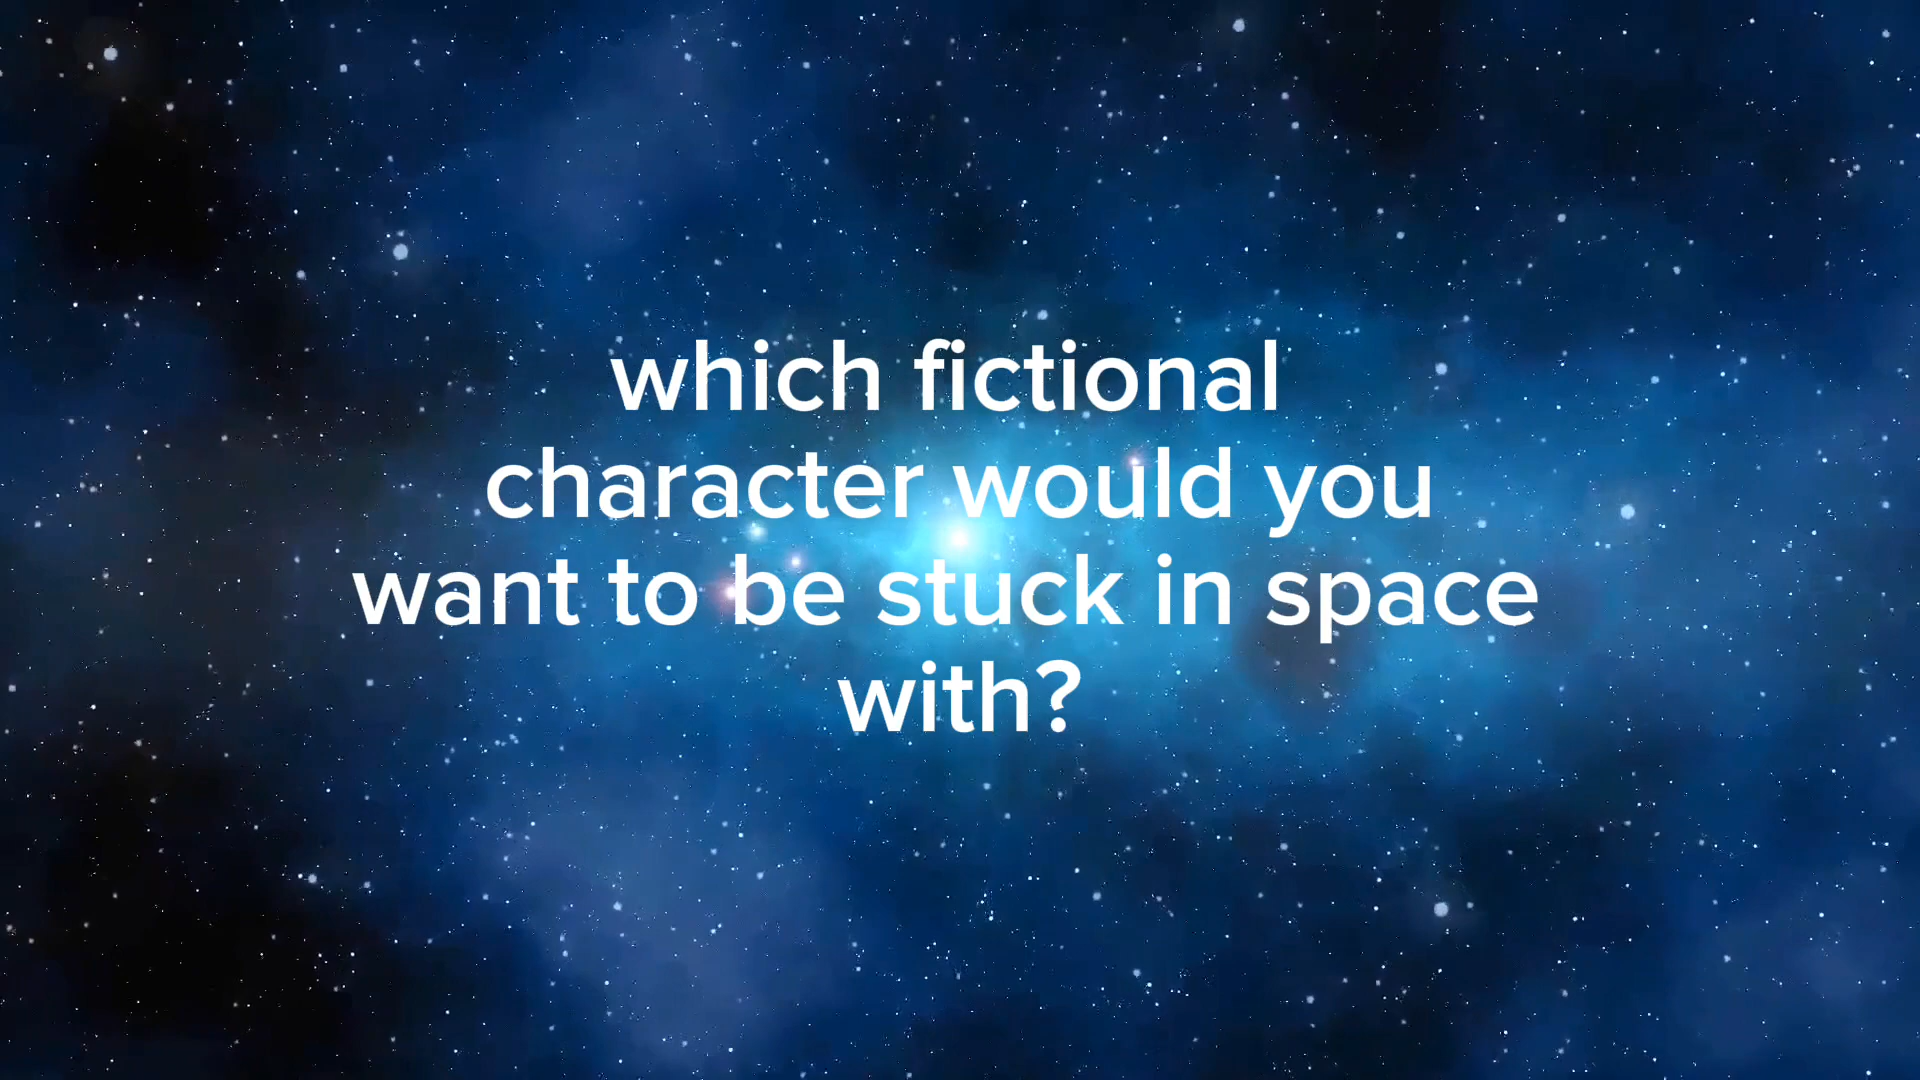 which fictional
character would you
want to be stuck in space
with?